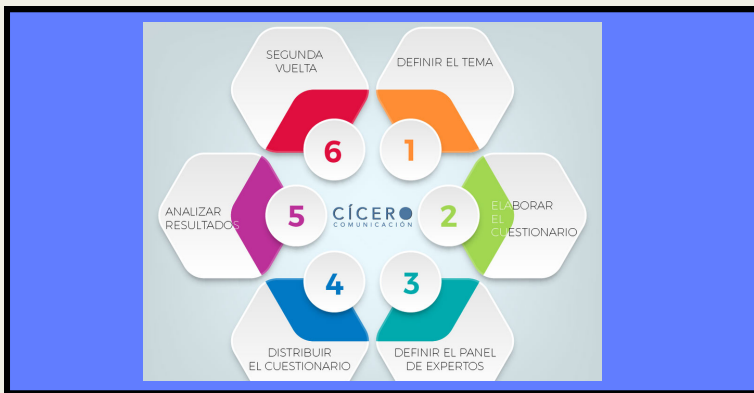 SEGUNDA
VUELTA
6
DEFINIR EL TEMA
1
ELABORAR
EL
CUESTIONARIO
2
DEFINIR EL PANEL
DE EXPERTOS
3
DISTRIBUIR
EL CUESTIONARIO
4
ANALIZAR
RESULTADOS
5
CÍCERO
COMUNICACIÓN